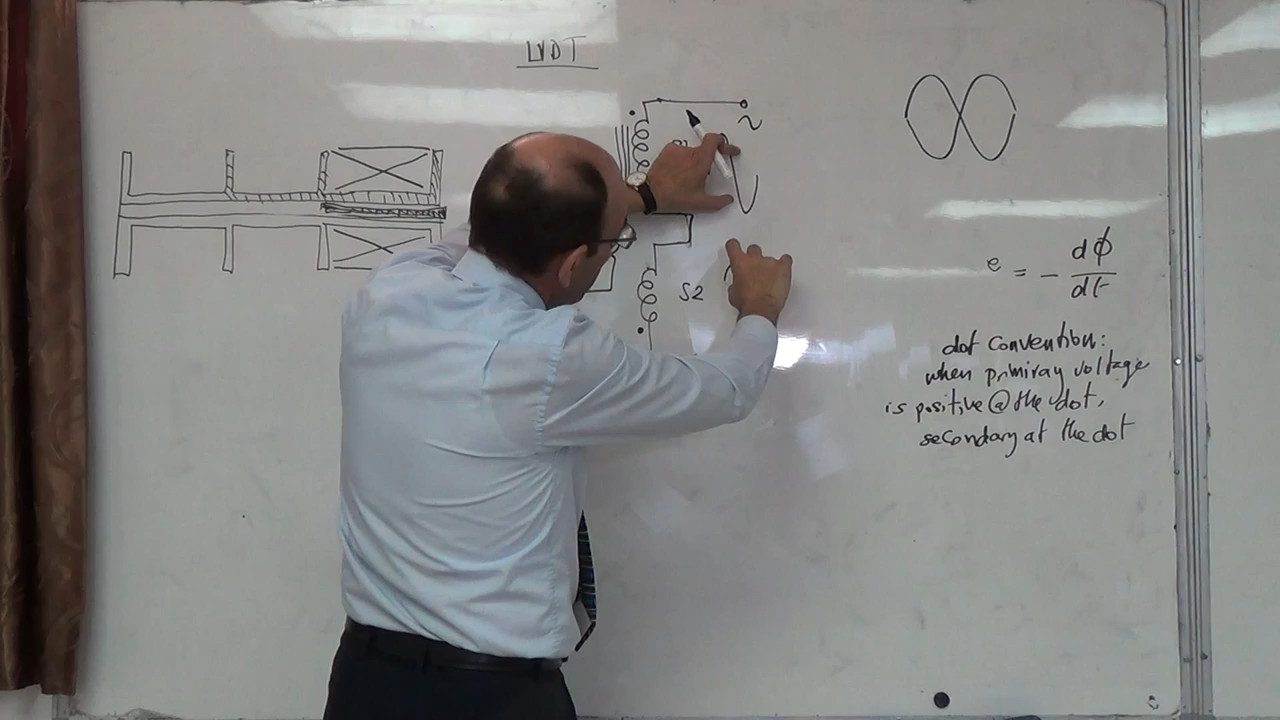 LVDT
S2
e = - dϕ/dt
dot convention:
when primiray voltage
is positive @ the dot,
secondary at the dot